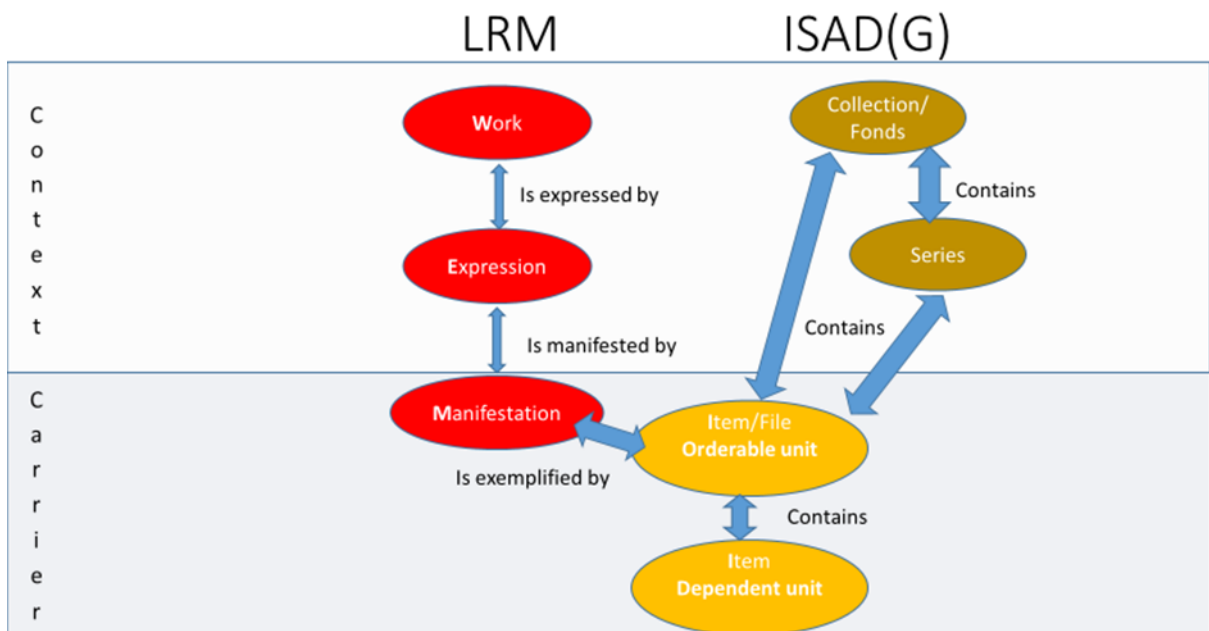 LRM
ISAD(G)
C
o
n
t
e
x
t
Work
Collection/
Fonds
Is expressed by
Contains
Expression
Series
Contains
Is manifested by
C
a
r
r
i
e
r
Manifestation
Item/File
Orderable unit
Is exemplified by
Contains
Item
Dependent unit